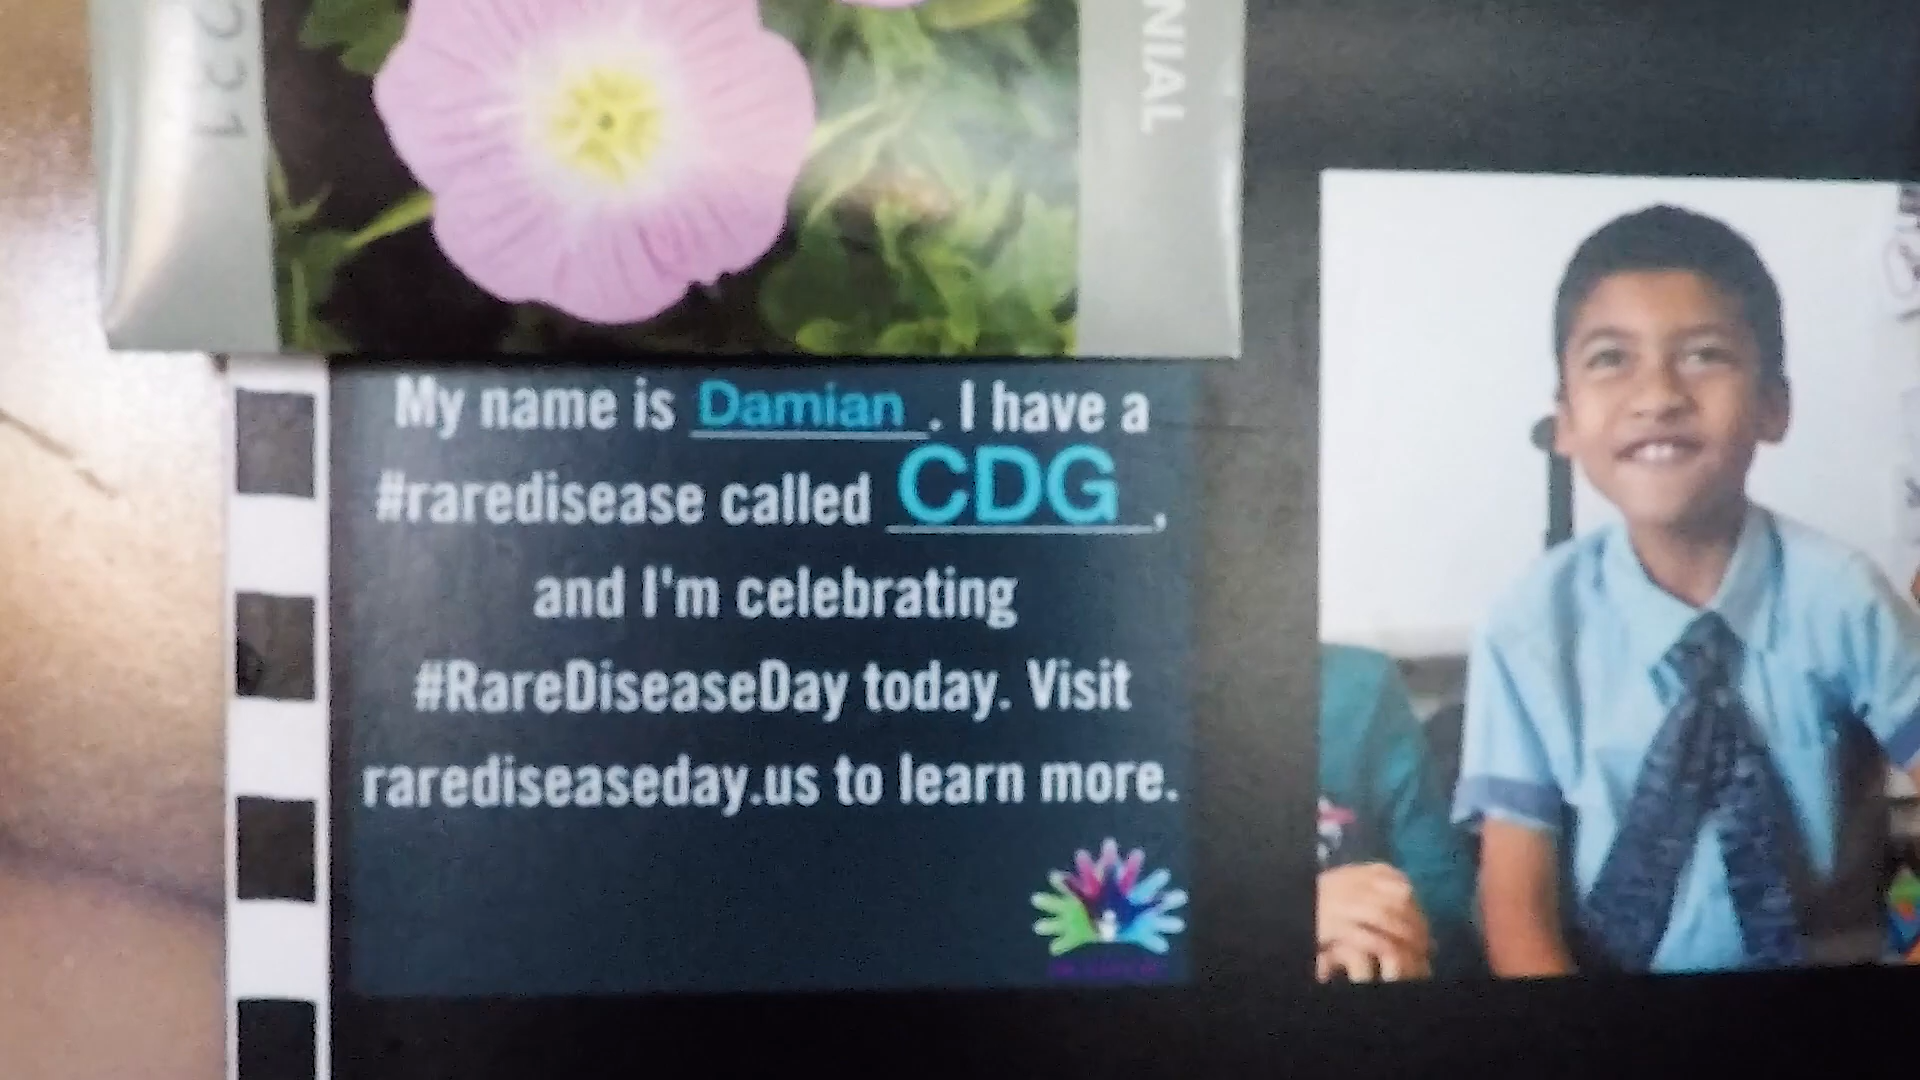 NIAL
My name is Damian. I have a
#raredisease called CDG,
and I'm celebrating
#RareDiseaseDay today. Visit
rarediseaseday.us to learn more.